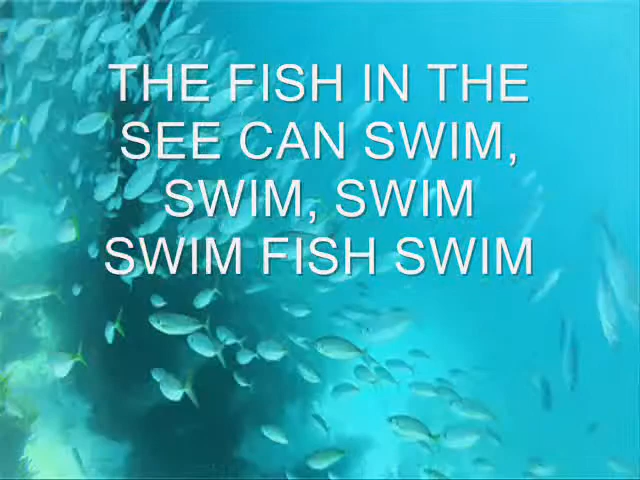 THE FISH IN THE
SEE CAN SWIM,
SWIM, SWIM
SWIM FISH SWIM